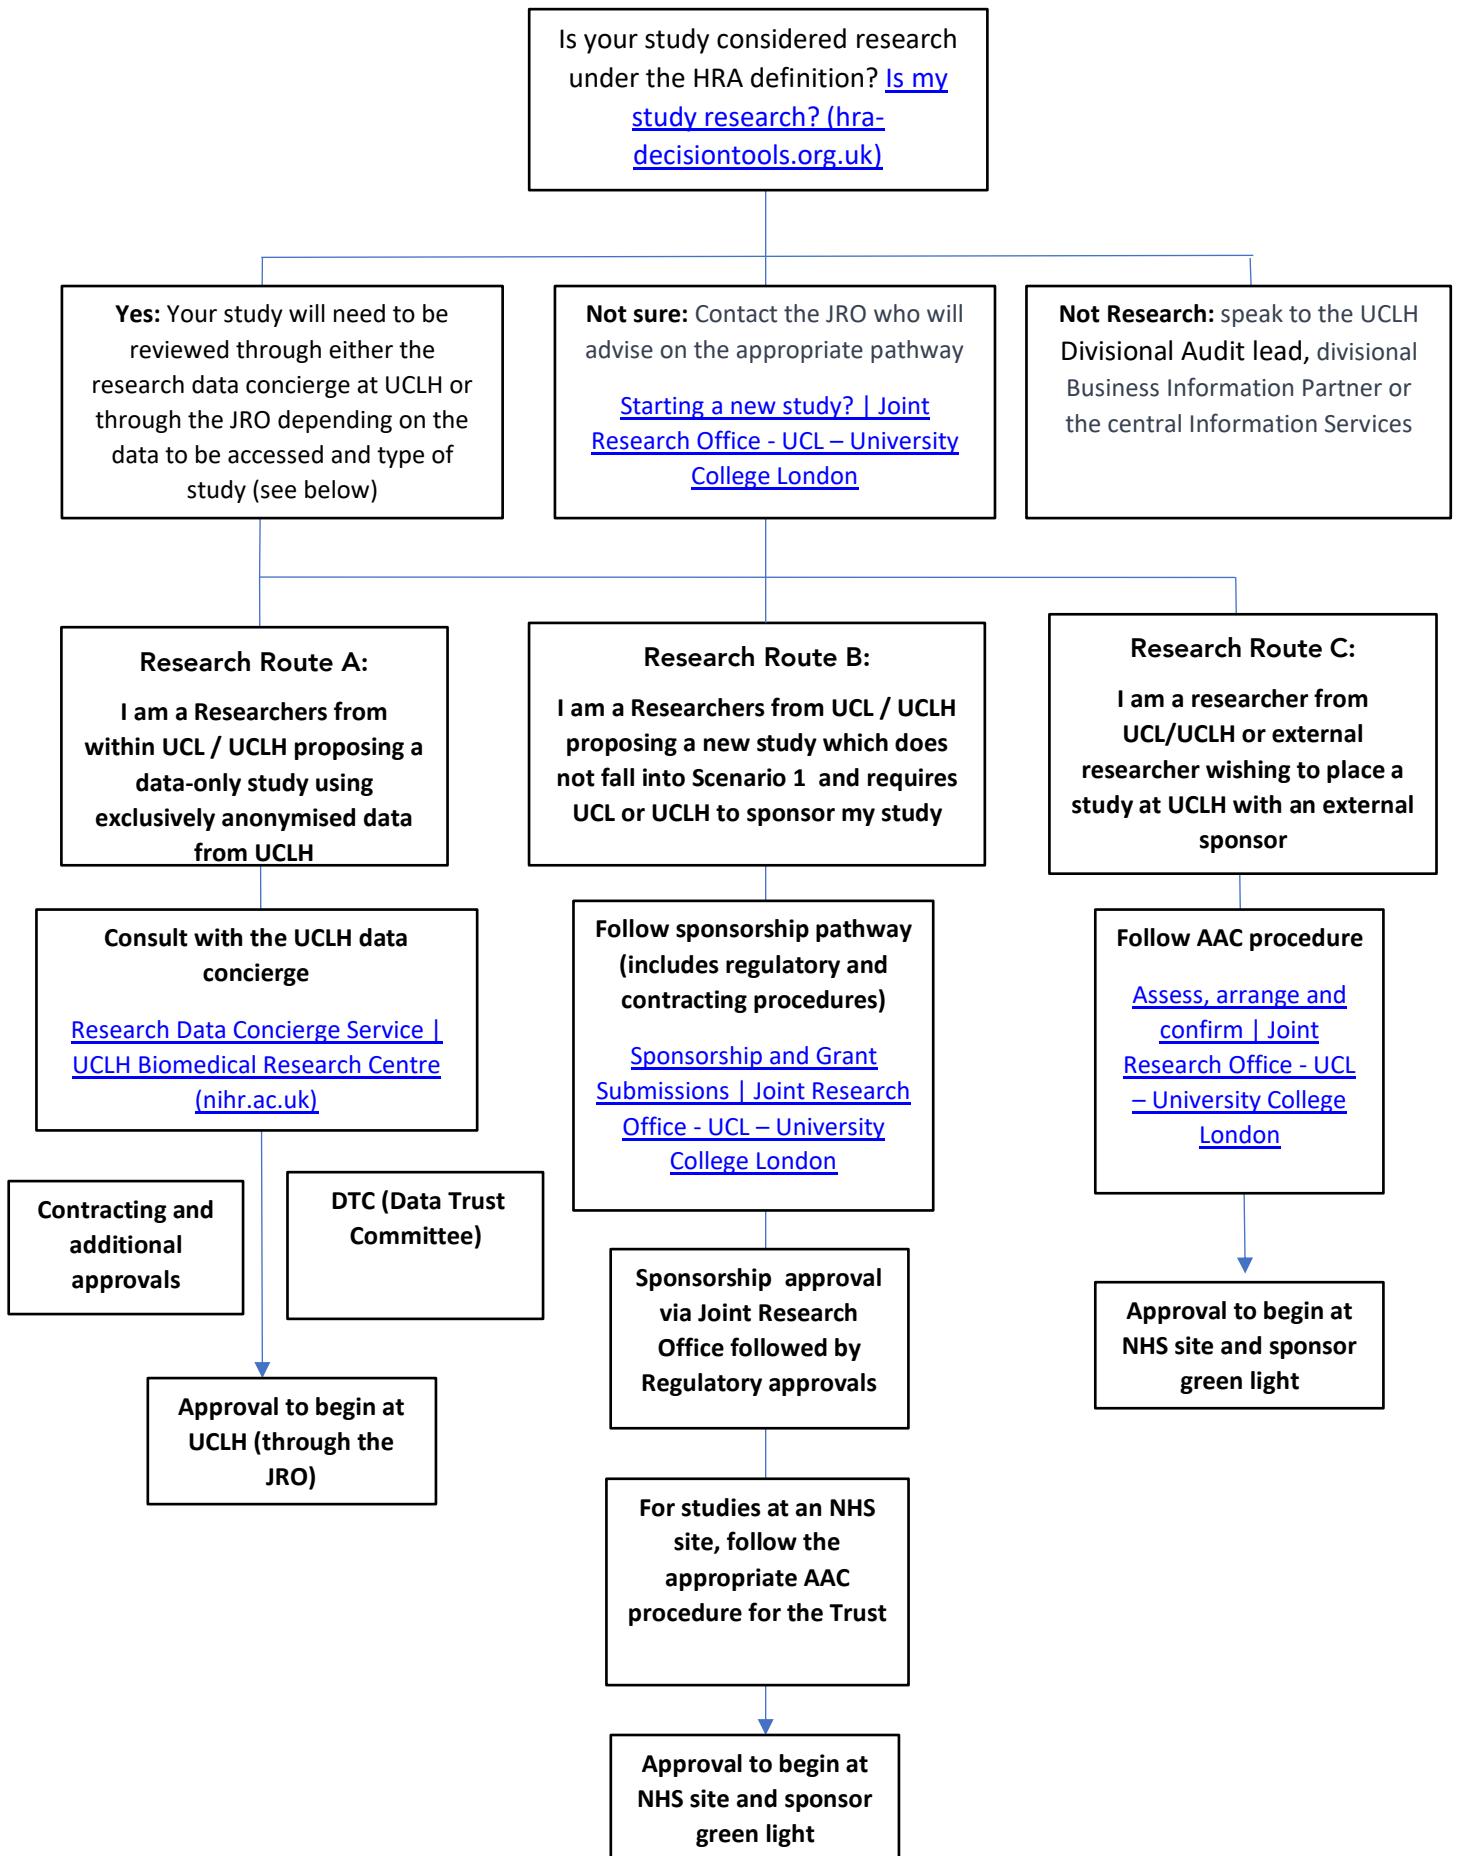 Is your study considered research
under the HRA definition? Is my
study research? (hra-
decisiontools.org.uk)
Yes: Your study will need to be
reviewed through either the
research data concierge at UCLH or
through the JRO depending on the
data to be accessed and type of
study (see below)
Not sure: Contact the JRO who will
advise on the appropriate pathway
Starting a new study? | Joint
Research Office - UCL – University
College London
Not Research: speak to the UCLH
Divisional Audit lead, divisional
Business Information Partner or
the central Information Services
Research Route A:
I am a Researchers from
within UCL / UCLH proposing a
data-only study using
exclusively anonymised data
from UCLH
Research Route B:
I am a Researchers from UCL / UCLH
proposing a new study which does
not fall into Scenario 1 and requires
UCL or UCLH to sponsor my study
Research Route C:
I am a researcher from
UCL/UCLH or external
researcher wishing to place a
study at UCLH with an external
sponsor
Consult with the UCLH data
concierge
Research Data Concierge Service |
UCLH Biomedical Research Centre
(nihr.ac.uk)
Follow sponsorship pathway
(includes regulatory and
contracting procedures)
Sponsorship and Grant
Submissions | Joint Research
Office - UCL – University
College London
Follow AAC procedure
Assess, arrange and
confirm | Joint
Research Office - UCL
– University College
London
Contracting and
additional
approvals
DTC (Data Trust
Committee)
Sponsorship approval
via Joint Research
Office followed by
Regulatory approvals
Approval to begin at
NHS site and sponsor
green light
Approval to begin at
UCLH (through the
JRO)
For studies at an NHS
site, follow the
appropriate AAC
procedure for the Trust
Approval to begin at
NHS site and sponsor
green light